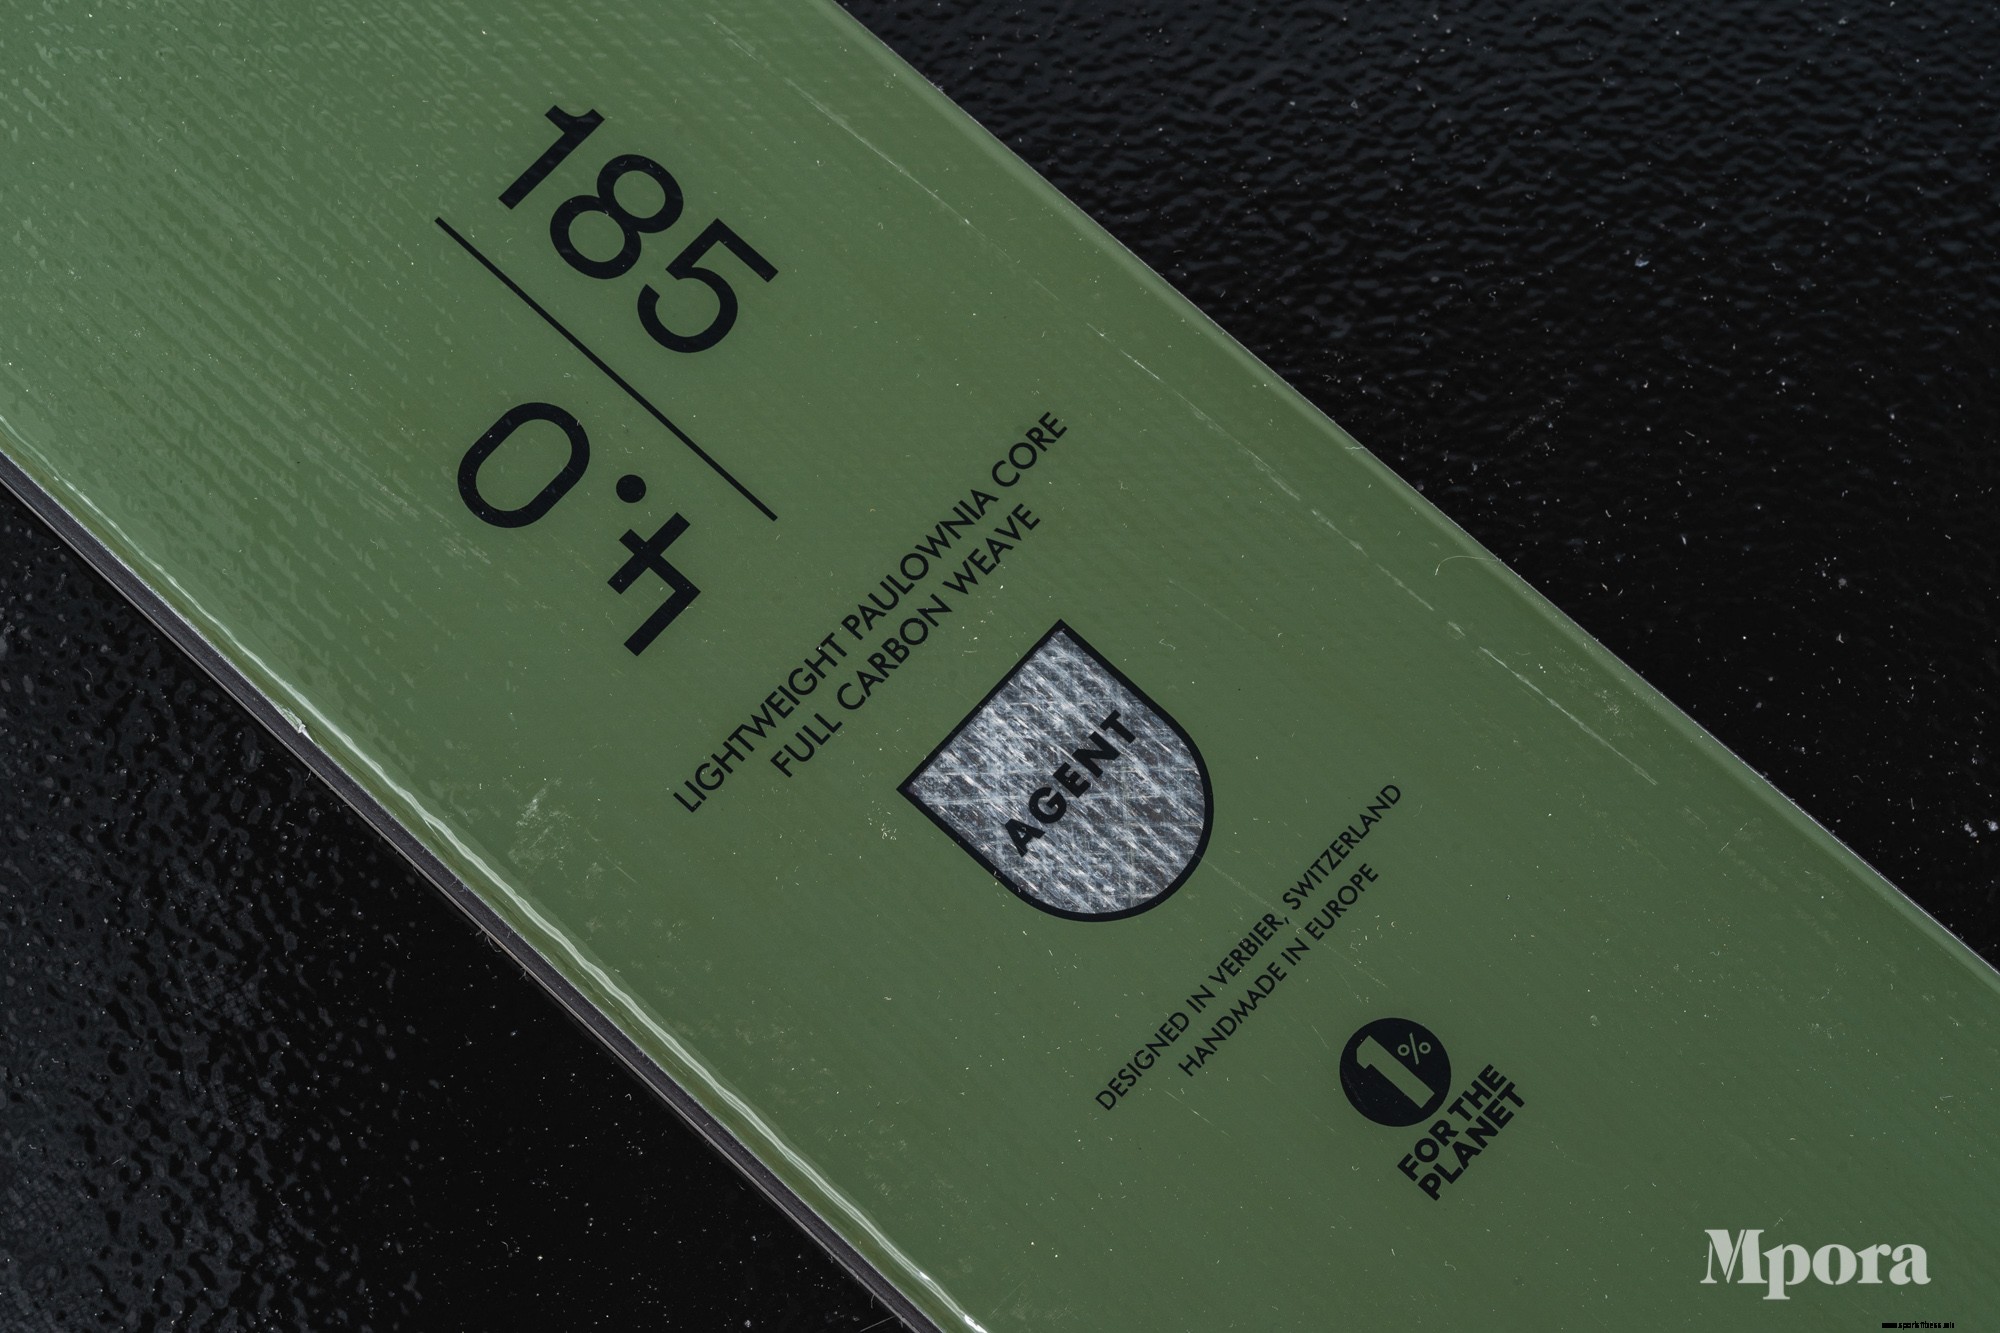 185
4.0
LIGHTWEIGHT PAULOWNIA CORE
FULL CARBON WEAVE
AGENT
DESIGNED IN VERBIER, SWITZERLAND
HANDMADE IN EUROPE
1%
FOR THE
PLANET
Mpora